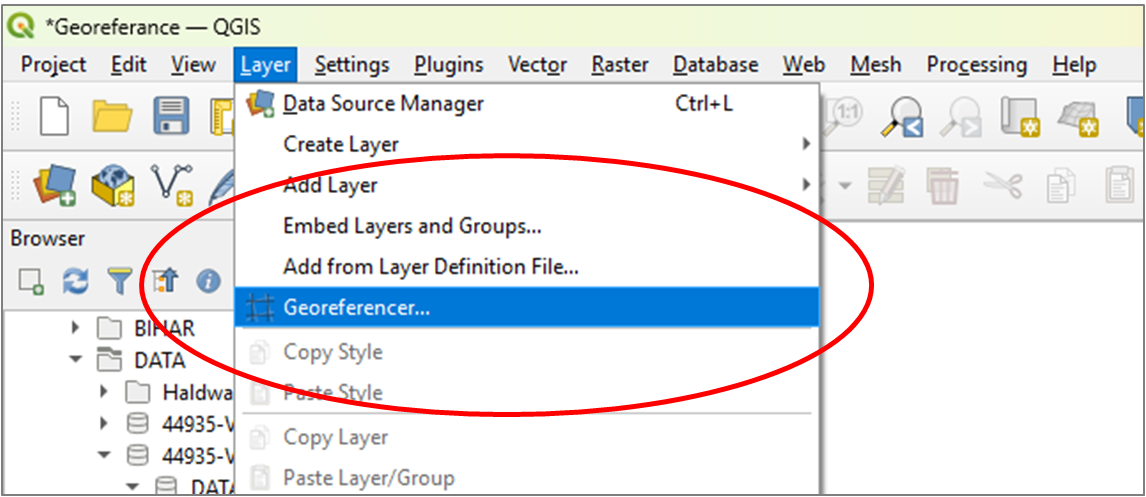 *Georeferance — QGIS
Project Edit View Layer Settings Plugins Vector Raster Database Web Mesh Processing Help
Data Source Manager Ctrl+L
Create Layer
1:1
Add Layer
Embed Layers and Groups...
Browser
Add from Layer Definition File...
Georeferencer...
BIHAR
Copy Style
DATA
Paste Style
Haldwa
44935-V
Copy Layer
44935-V
Paste Layer/Group
DATA